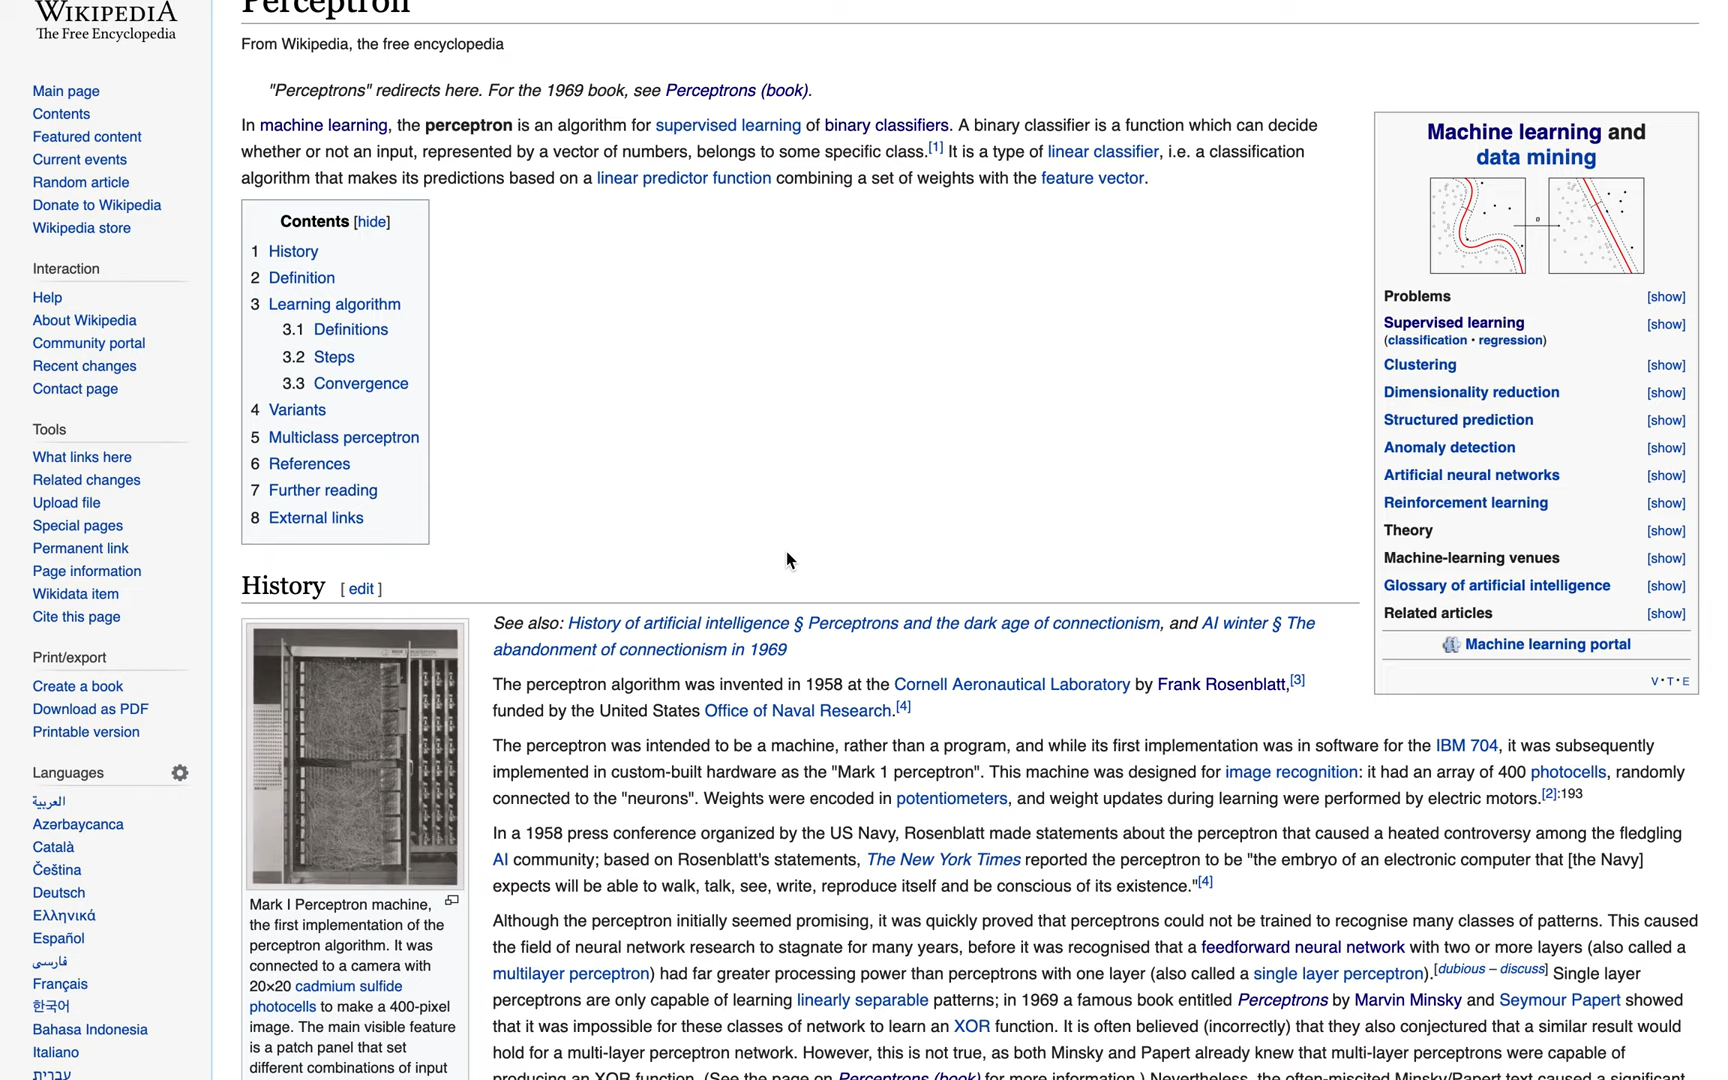 WIKIPEDIA
The Free Encyclopedia
Main page
Contents
Featured content
Current events
Random article
Donate to Wikipedia
Wikipedia store
Interaction
Help
About Wikipedia
Community portal
Recent changes
Contact page
Tools
What links here
Related changes
Upload file
Special pages
Permanent link
Page information
Wikidata item
Cite this page
Print/export
Create a book
Download as PDF
Printable version
Languages
العربية
Azərbaycanca
Català
Čeština
Deutsch
Ελληνικά
Español
فارسی
Français
한국어
Bahasa Indonesia
Italiano
עברית
Perceptron
From Wikipedia, the free encyclopedia
"Perceptrons" redirects here. For the 1969 book, see Perceptrons (book).
In machine learning, the perceptron is an algorithm for supervised learning of binary classifiers. A binary classifier is a function which can decide
whether or not an input, represented by a vector of numbers, belongs to some specific class.[1] It is a type of linear classifier, i.e. a classification
algorithm that makes its predictions based on a linear predictor function combining a set of weights with the feature vector.
Contents [hide]
1 History
2 Definition
3 Learning algorithm
3.1 Definitions
3.2 Steps
3.3 Convergence
4 Variants
5 Multiclass perceptron
6 References
7 Further reading
8 External links
Machine learning and
data mining
Problems [show]
Supervised learning [show]
(classification • regression)
Clustering [show]
Dimensionality reduction [show]
Structured prediction [show]
Anomaly detection [show]
Artificial neural networks [show]
Reinforcement learning [show]
Theory [show]
Machine-learning venues [show]
Glossary of artificial intelligence [show]
Related articles [show]
Machine learning portal
V • T • E
History [ edit ]
Mark I Perceptron machine,
the first implementation of the
perceptron algorithm. It was
connected to a camera with
20×20 cadmium sulfide
photocells to make a 400-pixel
image. The main visible feature
is a patch panel that set
different combinations of input
See also: History of artificial intelligence § Perceptrons and the dark age of connectionism, and AI winter § The
abandonment of connectionism in 1969
The perceptron algorithm was invented in 1958 at the Cornell Aeronautical Laboratory by Frank Rosenblatt,[3]
funded by the United States Office of Naval Research.[4]
The perceptron was intended to be a machine, rather than a program, and while its first implementation was in software for the IBM 704, it was subsequently
implemented in custom-built hardware as the "Mark 1 perceptron". This machine was designed for image recognition: it had an array of 400 photocells, randomly
connected to the "neurons". Weights were encoded in potentiometers, and weight updates during learning were performed by electric motors.[2]:193
In a 1958 press conference organized by the US Navy, Rosenblatt made statements about the perceptron that caused a heated controversy among the fledgling
AI community; based on Rosenblatt's statements, The New York Times reported the perceptron to be "the embryo of an electronic computer that [the Navy]
expects will be able to walk, talk, see, write, reproduce itself and be conscious of its existence."[4]
Although the perceptron initially seemed promising, it was quickly proved that perceptrons could not be trained to recognise many classes of patterns. This caused
the field of neural network research to stagnate for many years, before it was recognised that a feedforward neural network with two or more layers (also called a
multilayer perceptron) had far greater processing power than perceptrons with one layer (also called a single layer perceptron).[dubious – discuss] Single layer
perceptrons are only capable of learning linearly separable patterns; in 1969 a famous book entitled Perceptrons by Marvin Minsky and Seymour Papert showed
that it was impossible for these classes of network to learn an XOR function. It is often believed (incorrectly) that they also conjectured that a similar result would
hold for a multi-layer perceptron network. However, this is not true, as both Minsky and Papert already knew that multi-layer perceptrons were capable of
producing an XOR function. (See the page on Perceptrons (book) for more information.) Nevertheless, the often-miscited Minsky/Papert text caused a significant